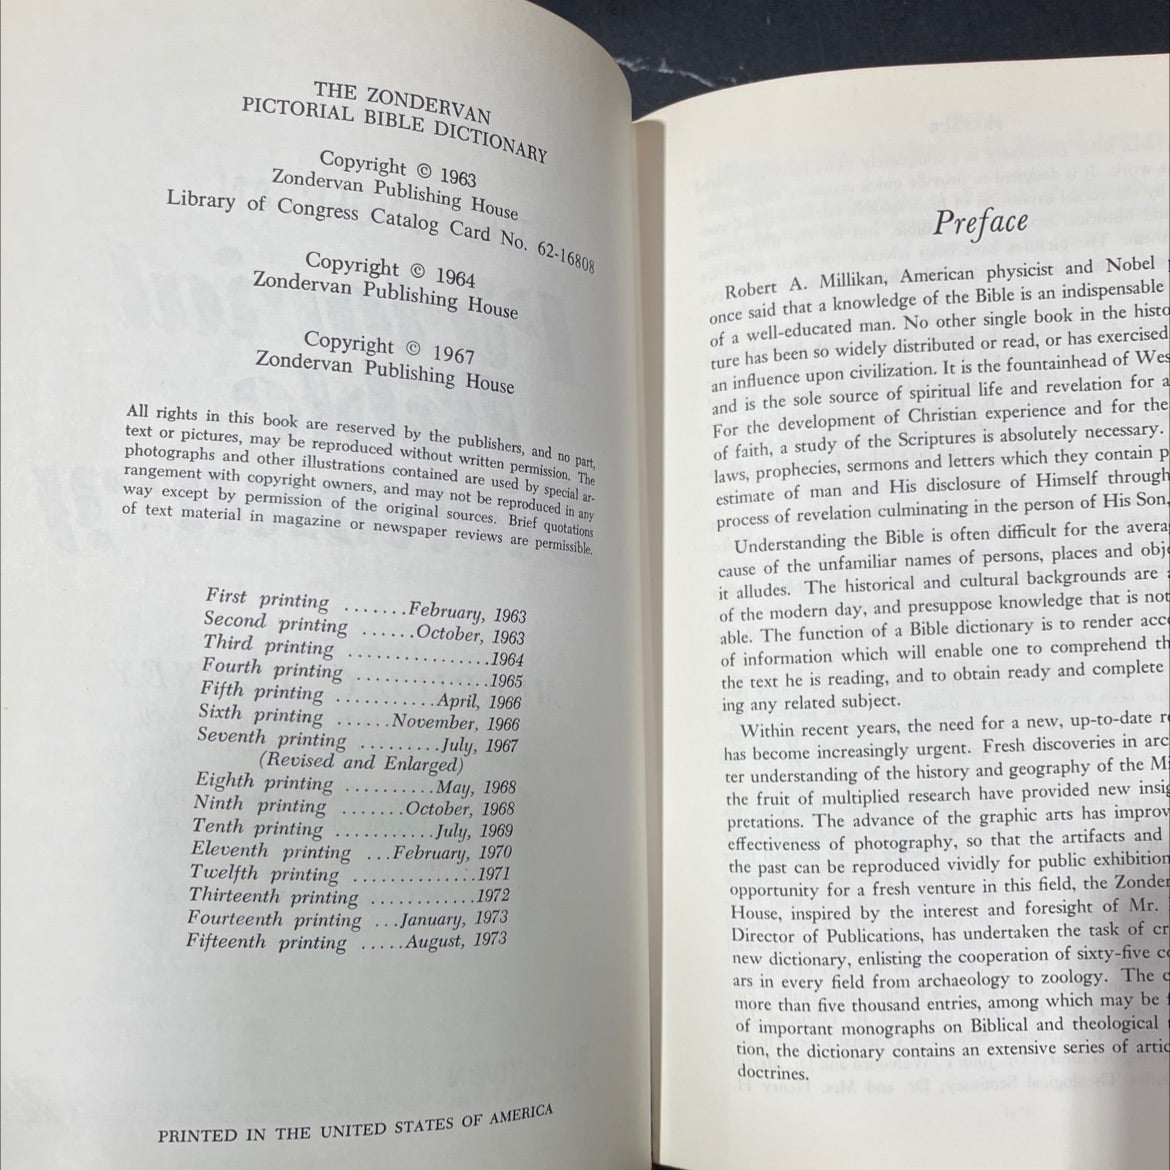 THE ZONDERVAN
PICTORIAL BIBLE DICTIONARY
Copyright © 1963
Zondervan Publishing House
Library of Congress Catalog Card No. 62-16808
Copyright © 1964
Zondervan Publishing House
Copyright © 1967
Zondervan Publishing House
All rights in this book are reserved by the publishers, and no part,
text or pictures, may be reproduced without written permission. The
photographs and other illustrations contained are used by special ar-
rangement with copyright owners, and may not be reproduced in any
way except by permission of the original sources. Brief quotations
of text material in magazine or newspaper reviews are permissible.
First printing .......February, 1963
Second printing ......October, 1963
Third printing ................1964
Fourth printing ...............1965
Fifth printing ...........April, 1966
Sixth printing ......November, 1966
Seventh printing .........July, 1967
(Revised and Enlarged)
Eighth printing ..........May, 1968
Ninth printing .......October, 1968
Tenth printing ...........July, 1969
Eleventh printing ...February, 1970
Twelfth printing ..............1971
Thirteenth printing ............1972
Fourteenth printing ...January, 1973
Fifteenth printing .....August, 1973
PRINTED IN THE UNITED STATES OF AMERICA
Preface
Robert A. Millikan, American physicist and Nobel
once said that a knowledge of the Bible is an indispensable
of a well-educated man. No other single book in the histo
ture has been so widely distributed or read, or has exercised
an influence upon civilization. It is the fountainhead of Wes
and is the sole source of spiritual life and revelation for a
For the development of Christian experience and for the
of faith, a study of the Scriptures is absolutely necessary.
laws, prophecies, sermons and letters which they contain p
estimate of man and His disclosure of Himself through
process of revelation culminating in the person of His Son,
Understanding the Bible is often difficult for the avera
cause of the unfamiliar names of persons, places and obje
it alludes. The historical and cultural backgrounds are
of the modern day, and presuppose knowledge that is not
able. The function of a Bible dictionary is to render acce
of information which will enable one to comprehend th
the text he is reading, and to obtain ready and complete
ing any related subject.
Within recent years, the need for a new, up-to-date re
has become increasingly urgent. Fresh discoveries in arc
ter understanding of the history and geography of the Mi
the fruit of multiplied research have provided new insig
pretations. The advance of the graphic arts has improv
effectiveness of photography, so that the artifacts and
the past can be reproduced vividly for public exhibition
opportunity for a fresh venture in this field, the Zonder
House, inspired by the interest and foresight of Mr.
Director of Publications, has undertaken the task of cr
new dictionary, enlisting the cooperation of sixty-five co
ars in every field from archaeology to zoology. The c
more than five thousand entries, among which may be
of important monographs on Biblical and theological
tion, the dictionary contains an extensive series of artic
doctrines.